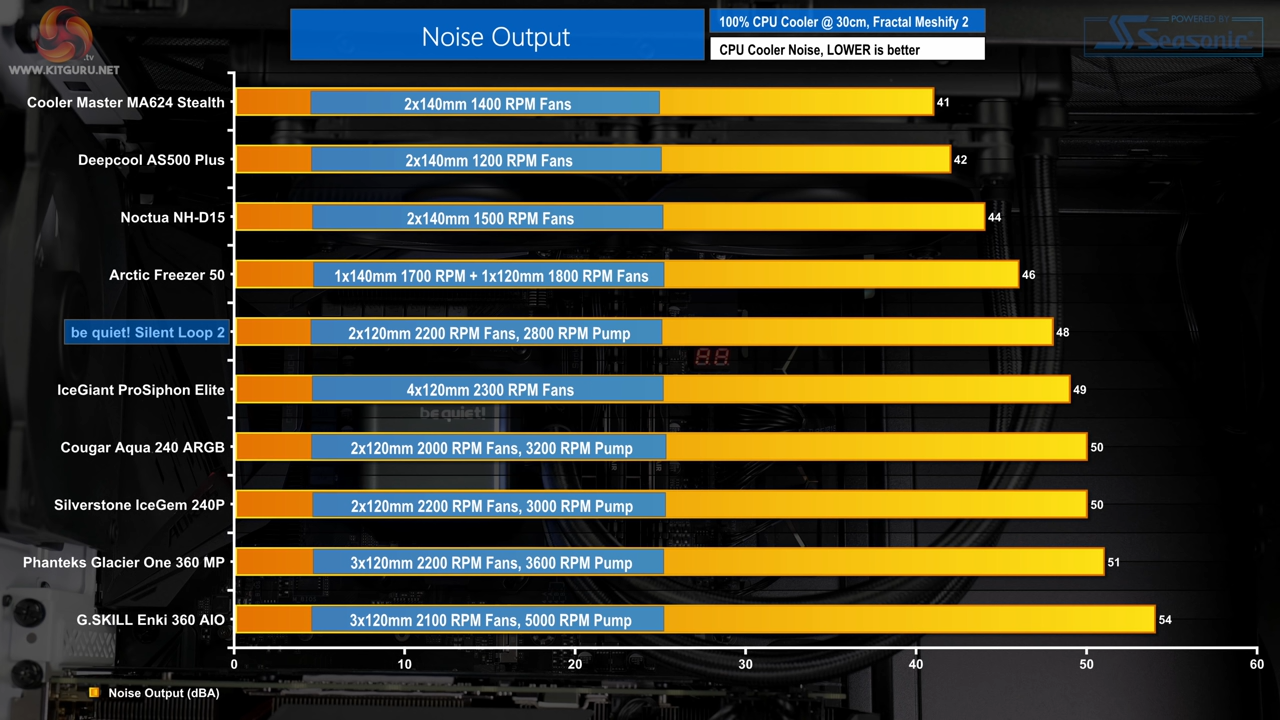 Noise Output
100% CPU Cooler @ 30cm, Fractal Meshify 2
CPU Cooler Noise, LOWER is better
POWERED BY
Seasonic
.tv
WWW.KITGURU.NET
Cooler Master MA624 Stealth 2x140mm 1400 RPM Fans 41
Deepcool AS500 Plus 2x140mm 1200 RPM Fans 42
Noctua NH-D15 2x140mm 1500 RPM Fans 44
Arctic Freezer 50 1x140mm 1700 RPM + 1x120mm 1800 RPM Fans 46
be quiet! Silent Loop 2 2x120mm 2200 RPM Fans, 2800 RPM Pump 48
88
IceGiant ProSiphon Elite 4x120mm 2300 RPM Fans 49
be quiet!
Cougar Aqua 240 ARGB 2x120mm 2000 RPM Fans, 3200 RPM Pump 50
Silverstone IceGem 240P 2x120mm 2200 RPM Fans, 3000 RPM Pump 50
Phanteks Glacier One 360 MP 3x120mm 2200 RPM Fans, 3600 RPM Pump 51
G.SKILL Enki 360 AIO 3x120mm 2100 RPM Fans, 5000 RPM Pump 54
0 10 20 30 40 50 60
Noise Output (dBA)